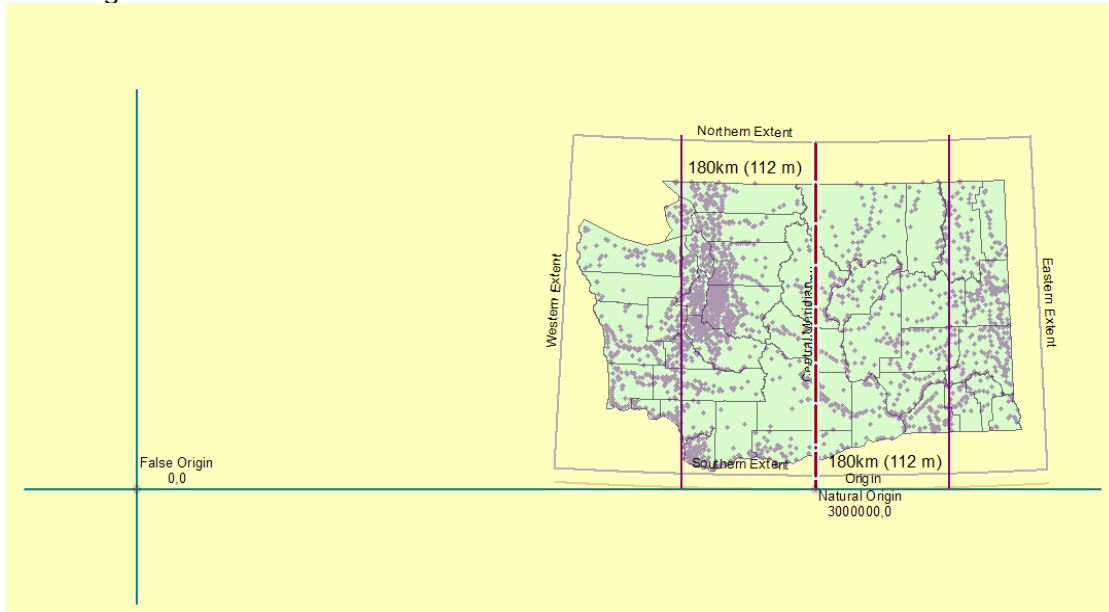 Northern Extent
180km (112 m)
Western Extent
Central Meridian
Eastern Extent
False Origin
0,0
Southern Extent
180km (112 m)
Origin
Natural Origin
3000000,0